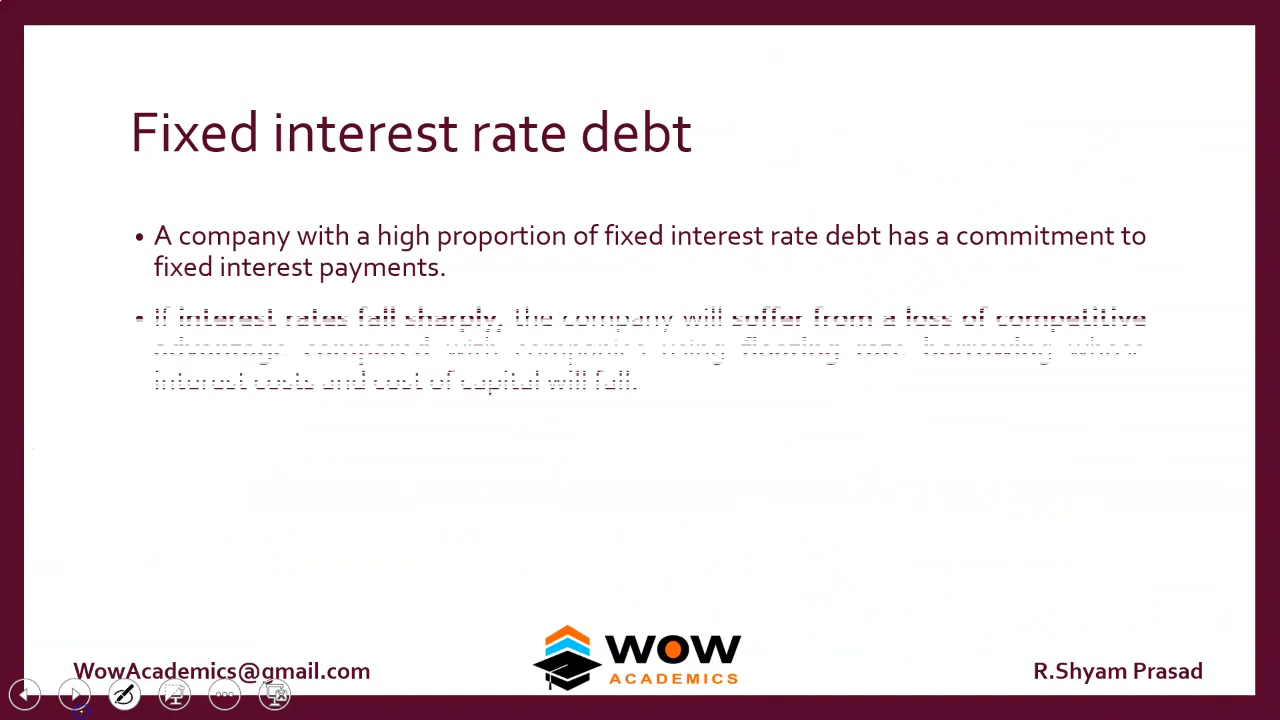 Fixed interest rate debt
• A company with a high proportion of fixed interest rate debt has a commitment to
fixed interest payments.
• If interest rates fall sharply, the company will suffer from a loss of competitive
advantage compared with companies using floating rate borrowing whose
interest costs and cost of capital will fall.
WOW
ACADEMICS
WowAcademics@gmail.com
R.Shyam Prasad